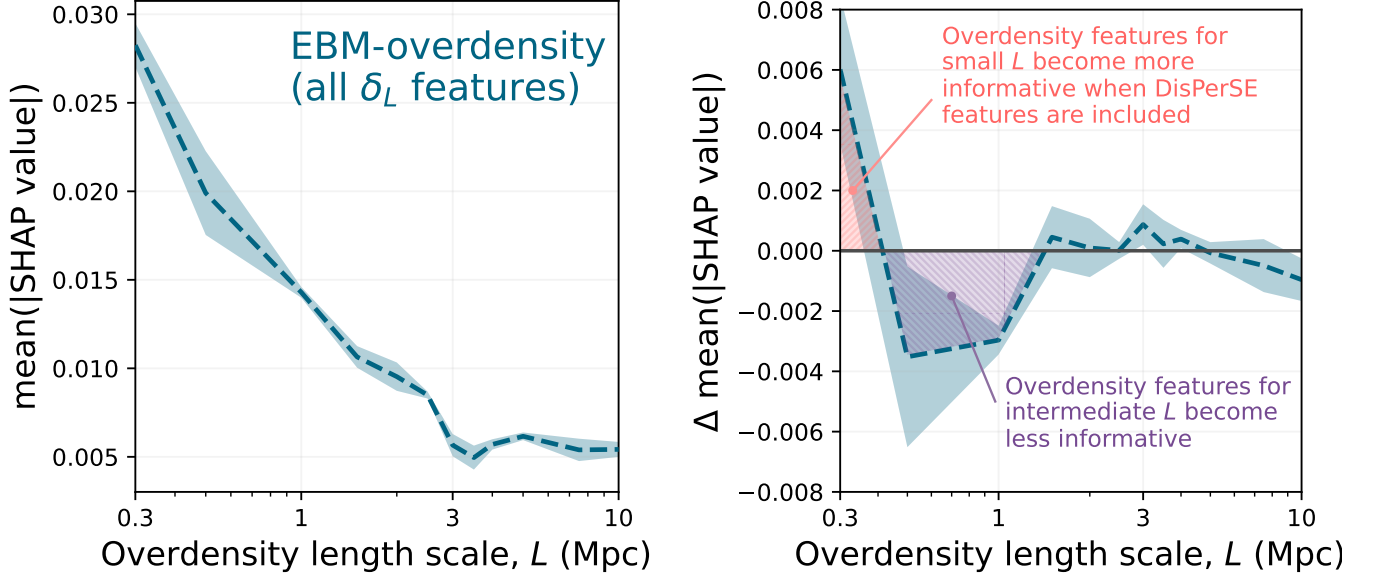 EBM-overdensity
(all δL features)
mean(|SHAP value|)
0.030
0.025
0.020
0.015
0.010
0.005
0.3
1
3
10
Overdensity length scale, L (Mpc)
Overdensity features for
small L become more
informative when DisPerSE
features are included
Δ mean(|SHAP value|)
0.008
0.006
0.004
0.002
0.000
−0.002
−0.004
−0.006
−0.008
Overdensity features for
intermediate L become
less informative
0.3
1
3
10
Overdensity length scale, L (Mpc)